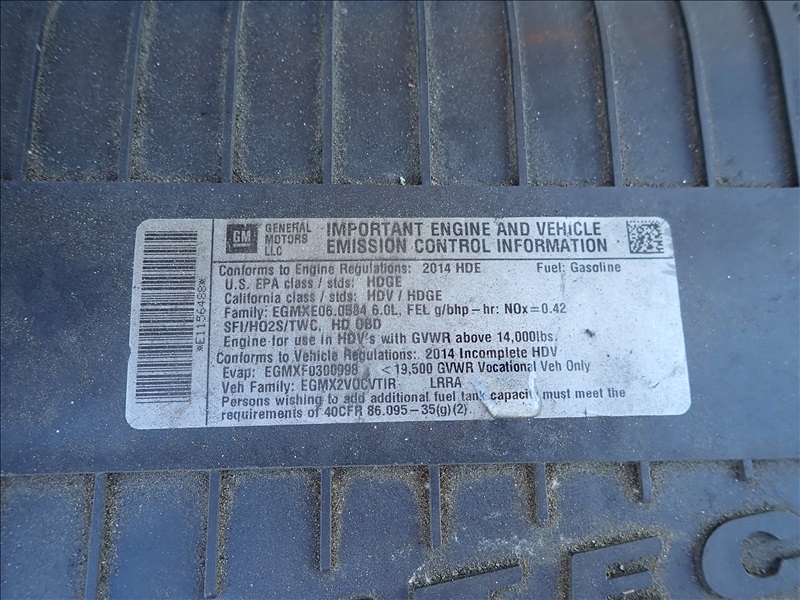 GM GENERAL MOTORS LLC
IMPORTANT ENGINE AND VEHICLE
EMISSION CONTROL INFORMATION
Conforms to Engine Regulations: 2014 HDE Fuel: Gasoline
U.S. EPA class / stds: HDGE
California class / stds: HDV / HDGE
Family: EGMXE06.0584 6.0L, FEL g/bhp-hr: NOx=0.42
SFI/HO2S/TWC, HD OBD
Engine for use in HDV's with GVWR above 14,000lbs.
Conforms to Vehicle Regulations: 2014 Incomplete HDV
Evap: EGMXF0300998 <19,500 GVWR Vocational Veh Only
Veh Family: EGMX2VOCVTIR LRRA
Persons wishing to add additional fuel tank capacity must meet the
requirements of 40CFR 86.095-35(g)(2).
*E1156488*
TEC